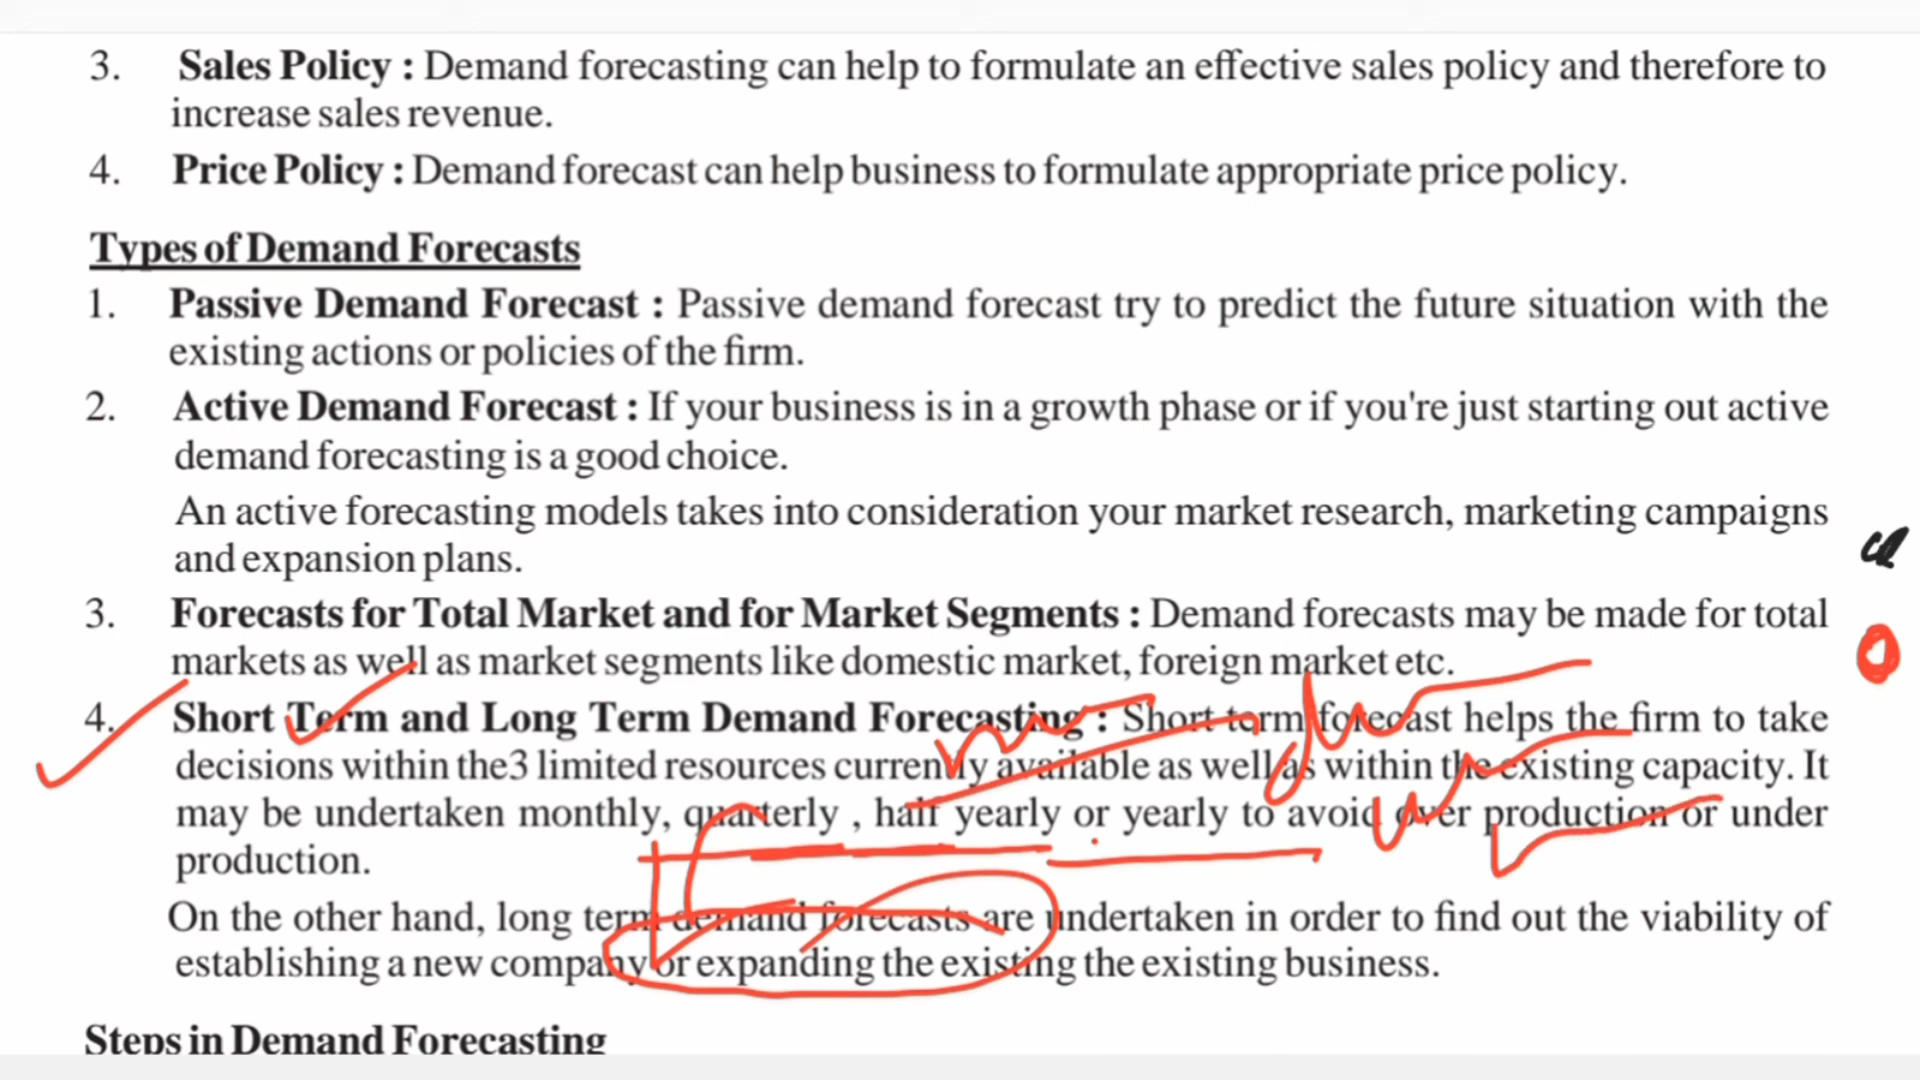 3. Sales Policy : Demand forecasting can help to formulate an effective sales policy and therefore to
increase sales revenue.
4. Price Policy : Demand forecast can help business to formulate appropriate price policy.
Types of Demand Forecasts
1. Passive Demand Forecast : Passive demand forecast try to predict the future situation with the
existing actions or policies of the firm.
2. Active Demand Forecast : If your business is in a growth phase or if you're just starting out active
demand forecasting is a good choice.
An active forecasting models takes into consideration your market research, marketing campaigns
and expansion plans.
3. Forecasts for Total Market and for Market Segments : Demand forecasts may be made for total
markets as well as market segments like domestic market, foreign market etc.
4. Short Term and Long Term Demand Forecasting : Short term forecast helps the firm to take
decisions within the3 limited resources currently available as well as within the existing capacity. It
may be undertaken monthly, quarterly , half yearly or yearly to avoid over production or under
production.
On the other hand, long term demand forecasts are undertaken in order to find out the viability of
establishing a new company or expanding the existing the existing business.
Steps in Demand Forecasting